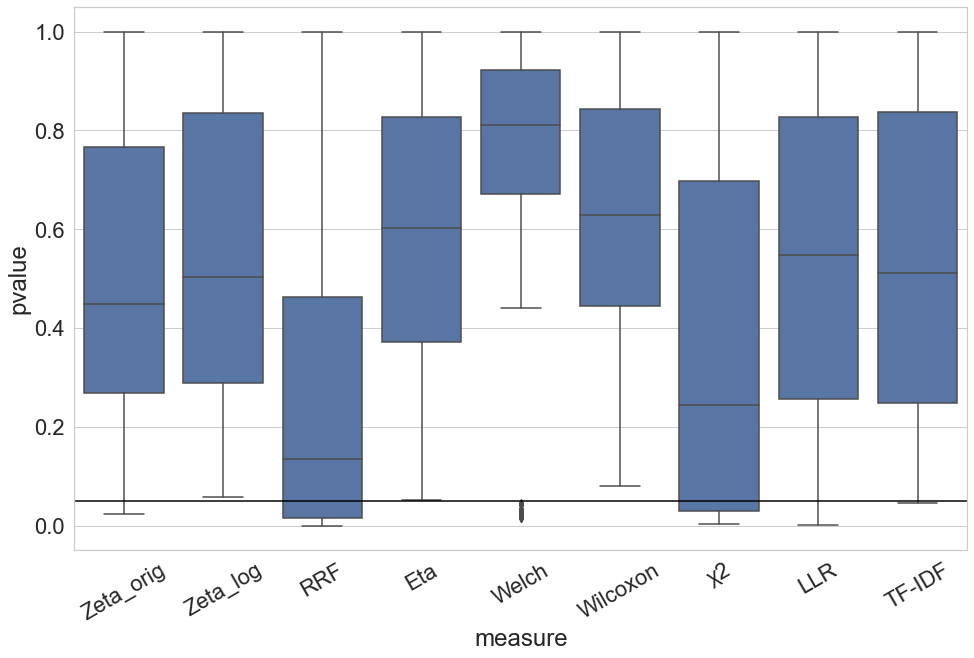 1.0
0.8
0.6
0.4
0.2
0.0
pvalue
Zeta_orig
Zeta_log
RRF
Eta
Welch
Wilcoxon
χ2
LLR
TF-IDF
measure